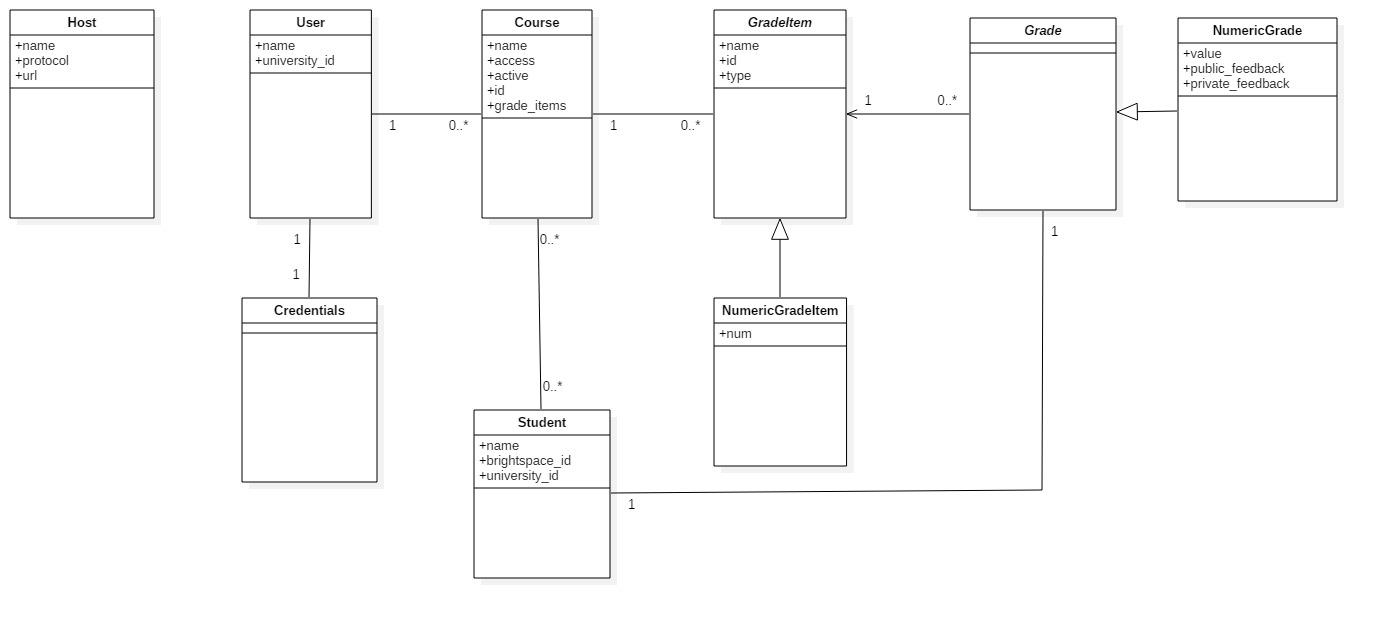 Host
+name
+protocol
+url
User
+name
+university_id
Course
+name
+access
+active
+id
+grade_items
GradeItem
+name
+id
+type
Grade
NumericGrade
+value
+public_feedback
+private_feedback
1
0..*
1
0..*
1
0..*
1
1
0..*
1
Credentials
NumericGradeItem
+num
0..*
Student
+name
+brightspace_id
+university_id
1